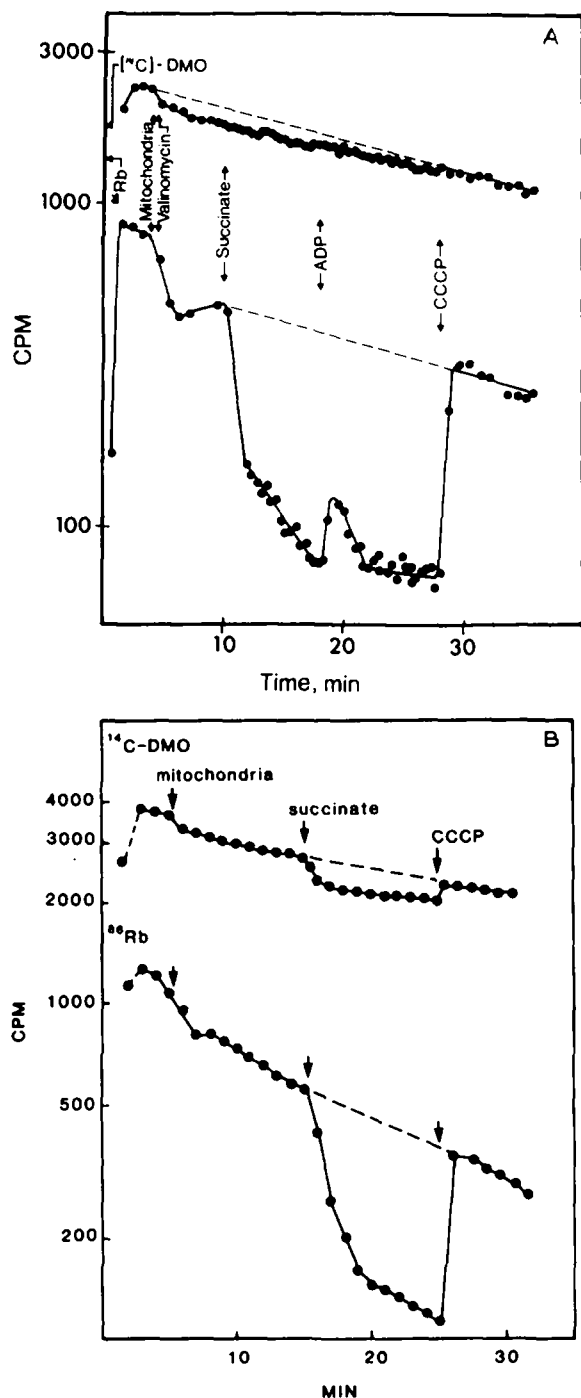 A
3000
[¹⁴C]-DMO
⁸⁶Rb
Mitochondria
Valinomycin
1000
Succinate
ADP
CCCP
CPM
100
10
20
30
Time, min
B
¹⁴C-DMO
mitochondria
4000
succinate
CCCP
3000
2000
⁸⁶Rb
1000
CPM
500
200
10
20
30
MIN